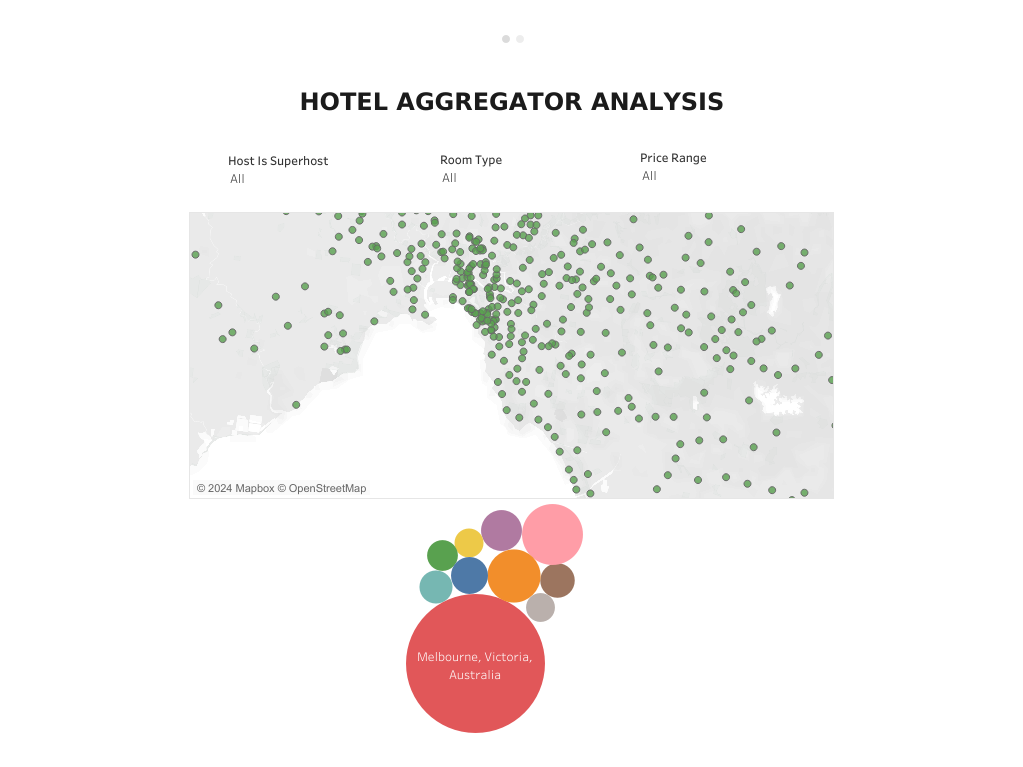 HOTEL AGGREGATOR ANALYSIS
Host Is Superhost
Room Type
Price Range
All
All
All
© 2024 Mapbox © OpenStreetMap
Melbourne, Victoria,
Australia